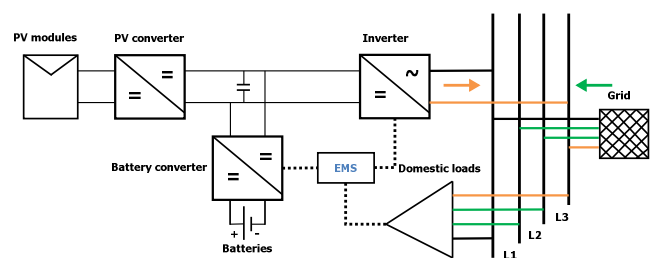 PV modules
PV converter
Inverter
=
=
~
=
Grid
Battery converter
=
=
EMS
Domestic loads
+
-
Batteries
L3
L2
L1